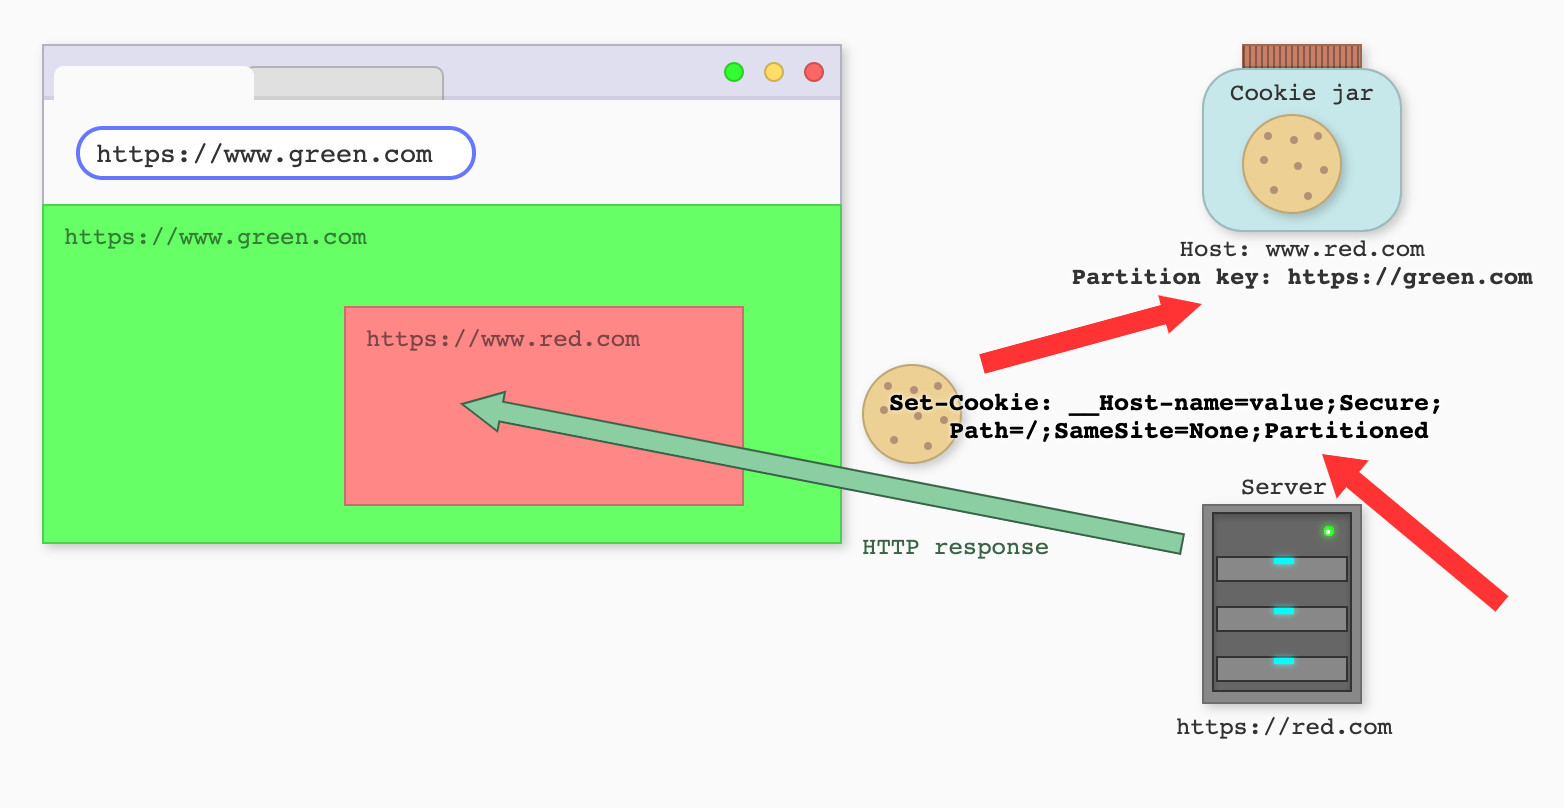 https://www.green.com
https://www.green.com
https://www.red.com
Cookie jar
Host: www.red.com
Partition key: https://green.com
Set-Cookie: __Host-name=value;Secure;
Path=/;SameSite=None;Partitioned
HTTP response
Server
https://red.com